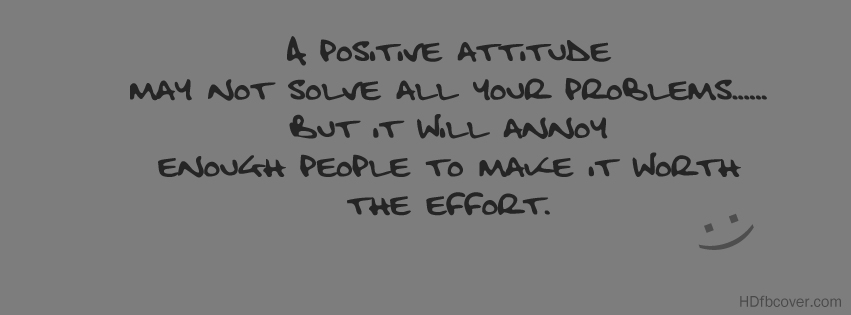 A POSITIVE ATTITUDE
MAY NOT SOLVE ALL YOUR PROBLEMS......
BUT IT WILL ANNOY
ENOUGH PEOPLE TO MAKE IT WORTH
THE EFFORT.
HDfbcover.com